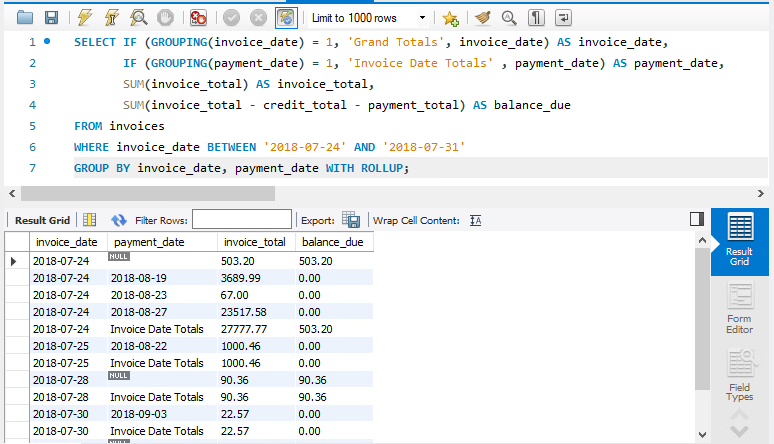 Limit to 1000 rows
1 SELECT IF (GROUPING(invoice_date) = 1, 'Grand Totals', invoice_date) AS invoice_date,
2 IF (GROUPING(payment_date) = 1, 'Invoice Date Totals' , payment_date) AS payment_date,
3 SUM(invoice_total) AS invoice_total,
4 SUM(invoice_total - credit_total - payment_total) AS balance_due
5 FROM invoices
6 WHERE invoice_date BETWEEN '2018-07-24' AND '2018-07-31'
7 GROUP BY invoice_date, payment_date WITH ROLLUP;
Result Grid Filter Rows: Export: Wrap Cell Content: IA
invoice_date payment_date invoice_total balance_due
2018-07-24 NULL 503.20 503.20
2018-07-24 2018-08-19 3689.99 0.00
2018-07-24 2018-08-23 67.00 0.00
2018-07-24 2018-08-27 23517.58 0.00
2018-07-24 Invoice Date Totals 27777.77 503.20
2018-07-25 2018-08-22 1000.46 0.00
2018-07-25 Invoice Date Totals 1000.46 0.00
2018-07-28 NULL 90.36 90.36
2018-07-28 Invoice Date Totals 90.36 90.36
2018-07-30 2018-09-03 22.57 0.00
2018-07-30 Invoice Date Totals 22.57 0.00
NULL
Result
Grid
Form
Editor
Field
Types